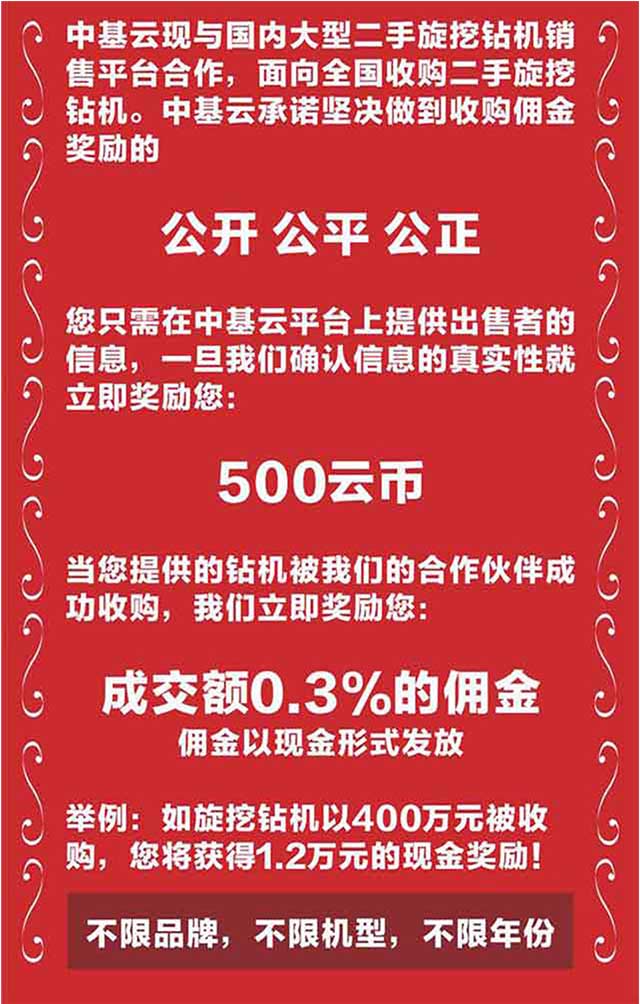 中基云现与国内大型二手旋挖钻机销
售平台合作，面向全国收购二手旋挖
钻机。中基云承诺坚决做到收购佣金
奖励的
公开 公平 公正
您只需在中基云平台上提供出售者的
信息，一旦我们确认信息的真实性就
立即奖励您：
500云币
当您提供的钻机被我们的合作伙伴成
功收购，我们立即奖励您：
成交额0.3%的佣金
佣金以现金形式发放
举例：如旋挖钻机以400万元被收
购，您将获得1.2万元的现金奖励！
不限品牌，不限机型，不限年份